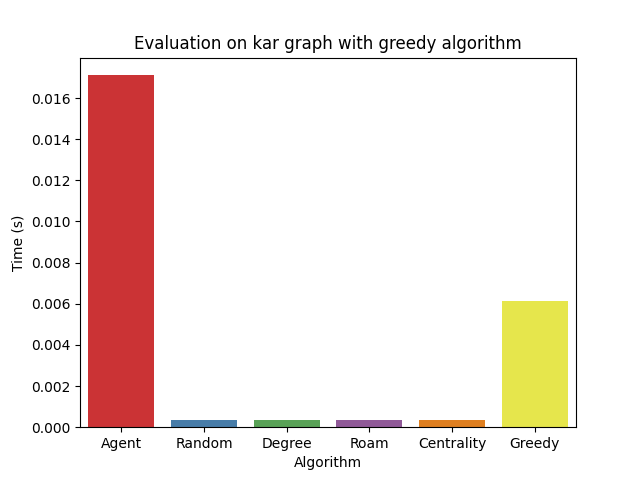 Evaluation on kar graph with greedy algorithm
0.016
0.014
0.012
0.010
0.008
0.006
0.004
0.002
0.000
Time (s)
Agent Random Degree Roam Centrality Greedy
Algorithm